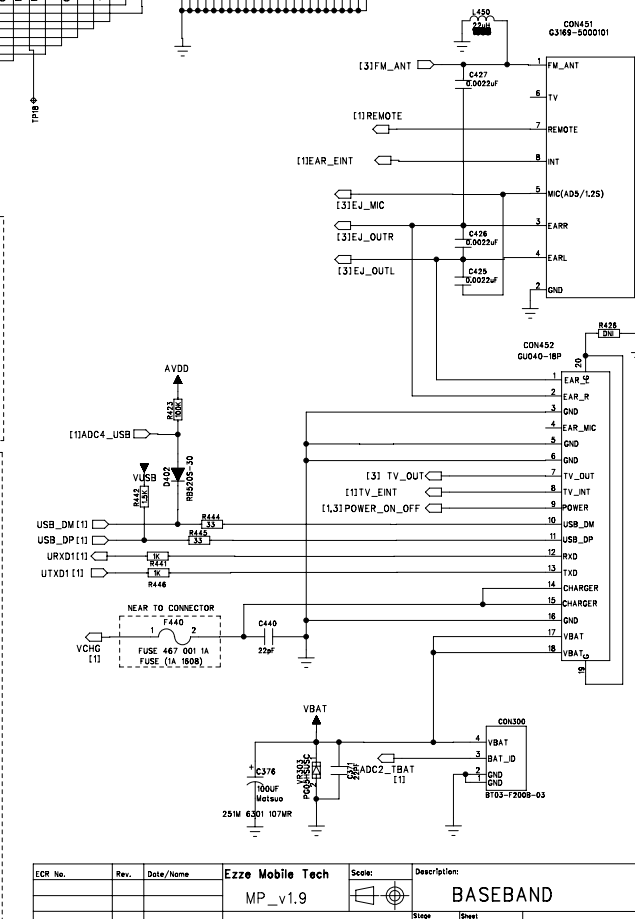 TP18
L450
22uH
CON451
G3169-5000101
[3]FM_ANT
1 FM_ANT
C427
0.0022uF
6 TV
[1]REMOTE
7 REMOTE
[1]EAR_EINT
8 INT
5 MIC(AD5/1.2S)
[3]EJ_MIC
3 EARR
[3]EJ_OUTR
C426
0.0022uF
4 EARL
[3]EJ_OUTL
C425
0.0022uF
2 GND
R426
DNI
CON452
GU040-18P
20
G
AVDD
R423
100K
[1]ADC4_USB
VUSB
R442
1.5K
D402
RB520S-30
1 EAR_L
2 EAR_R
3 GND
4 EAR_MIC
5 GND
6 GND
[3] TV_OUT
7 TV_OUT
[1]TV_EINT
8 TV_INT
[1,3]POWER_ON_OFF
9 POWER
USB_DM[1]
R444
33
10 USB_DM
USB_DP[1]
R445
33
11 USB_DP
URXD1[1]
1K
R441
12 RXD
UTXD1[1]
1K
R446
13 TXD
14 CHARGER
15 CHARGER
NEAR TO CONNECTOR
F440
1 2
FUSE 467 001 1A
FUSE (1A 1608)
VCHG
[1]
C440
22pF
16 GND
17 VBAT
18 VBAT
G
19
VBAT
CON300
4 VBAT
3 BAT_ID
2 GND
1 GND
BT03-F200B-03
+
C376
100UF
Matsuo
251M 6301 107MR
VR303
2
C371
22PF
ADC2_TBAT
[1]
ECR No.
Rev.
Date/Name
Ezze Mobile Tech
MP_v1.9
Scale:
Description:
BASEBAND
Stage
Sheet